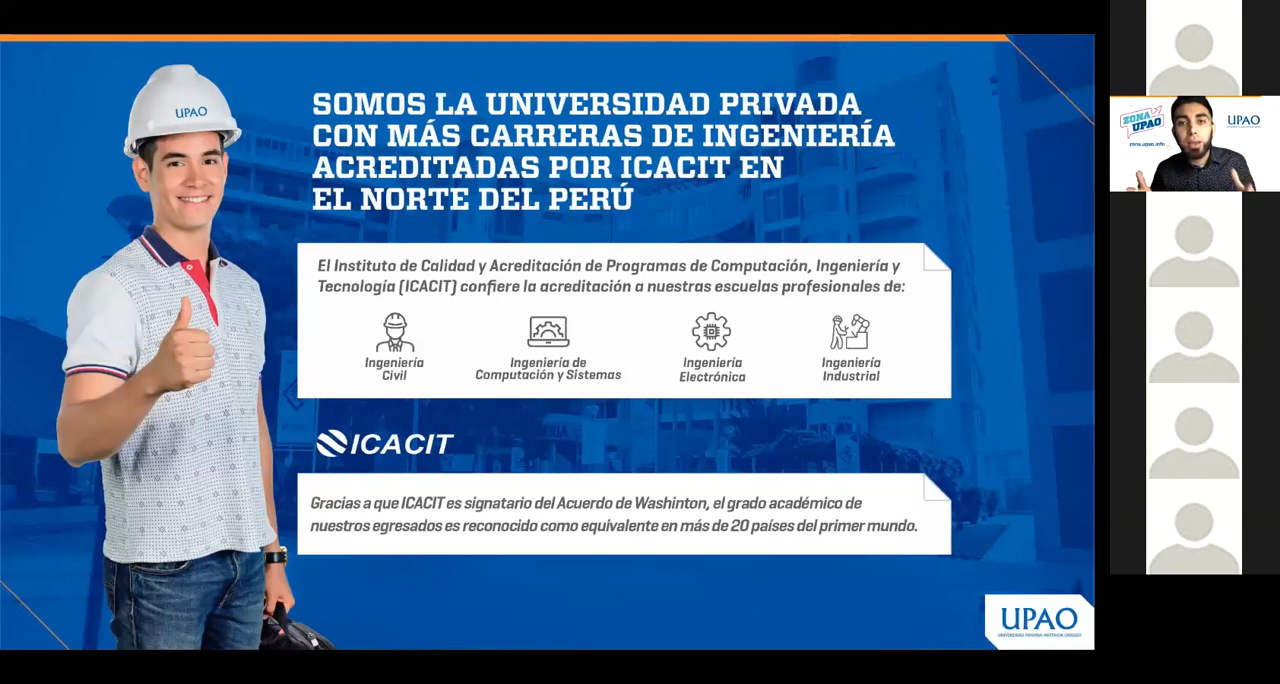 UPAO
SOMOS LA UNIVERSIDAD PRIVADA
CON MÁS CARRERAS DE INGENIERÍA
ACREDITADAS POR ICACIT EN
EL NORTE DEL PERÚ
El Instituto de Calidad y Acreditación de Programas de Computación, Ingeniería y
Tecnología (ICACIT) confiere la acreditación a nuestras escuelas profesionales de:
Ingeniería
Civil
Ingeniería de
Computación y Sistemas
Ingeniería
Electrónica
Ingeniería
Industrial
ICACIT
Gracias a que ICACIT es signatario del Acuerdo de Washinton, el grado académico de
nuestros egresados es reconocido como equivalente en más de 20 países del primer mundo.
UPAO
UNIVERSIDAD PRIVADA ANTENOR ORREGO
ZONA
UPAO
zona.upao.info
UPAO